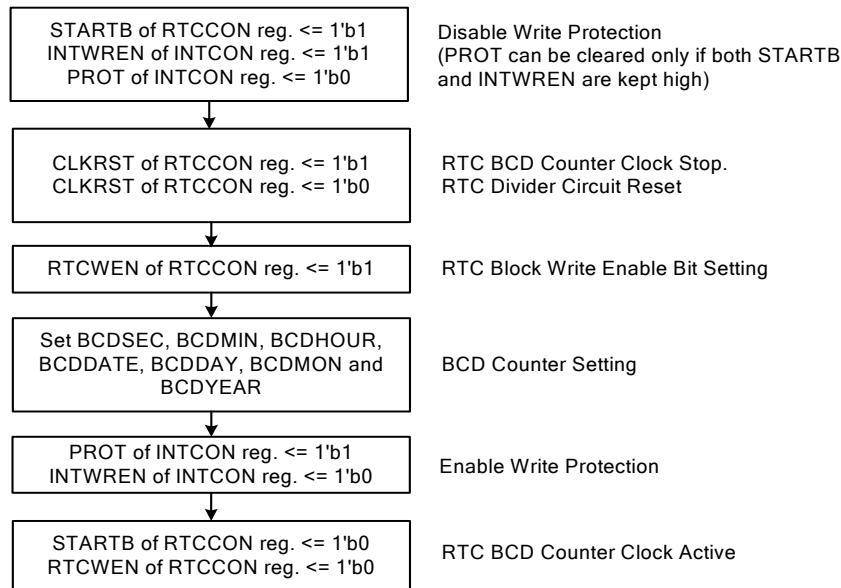 STARTB of RTCCON reg. <= 1'b1
INTWREN of INTCON reg. <= 1'b1
PROT of INTCON reg. <= 1'b0
Disable Write Protection
(PROT can be cleared only if both STARTB
and INTWREN are kept high)
CLKRST of RTCCON reg. <= 1'b1
CLKRST of RTCCON reg. <= 1'b0
RTC BCD Counter Clock Stop.
RTC Divider Circuit Reset
RTCWEN of RTCCON reg. <= 1'b1
RTC Block Write Enable Bit Setting
Set BCDSEC, BCDMIN, BCDHOUR,
BCDDATE, BCDDAY, BCDMON and
BCDYEAR
BCD Counter Setting
PROT of INTCON reg. <= 1'b1
INTWREN of INTCON reg. <= 1'b0
Enable Write Protection
STARTB of RTCCON reg. <= 1'b0
RTCWEN of RTCCON reg. <= 1'b0
RTC BCD Counter Clock Active